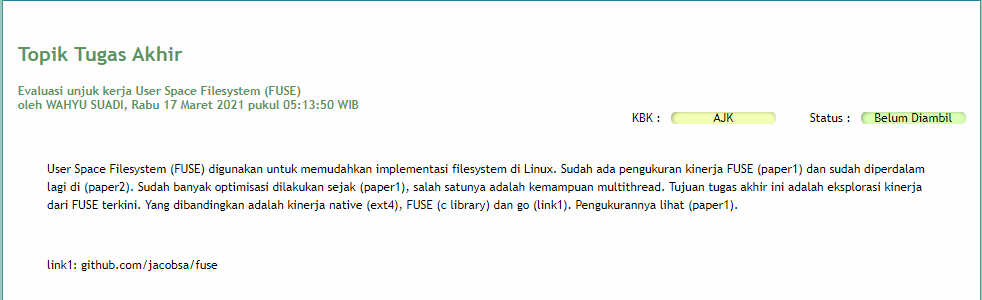 Topik Tugas Akhir
Evaluasi unjuk kerja User Space Filesystem (FUSE)
oleh WAHYU SUADI, Rabu 17 Maret 2021 pukul 05:13:50 WIB
KBK : AJK Status : Belum Diambil
User Space Filesystem (FUSE) digunakan untuk memudahkan implementasi filesystem di Linux. Sudah ada pengukuran kinerja FUSE (paper1) dan sudah diperdalam
lagi di (paper2). Sudah banyak optimisasi dilakukan sejak (paper1), salah satunya adalah kemampuan multithread. Tujuan tugas akhir ini adalah eksplorasi kinerja
dari FUSE terkini. Yang dibandingkan adalah kinerja native (ext4), FUSE (c library) dan go (link1). Pengukurannya lihat (paper1).
link1: github.com/jacobsa/fuse